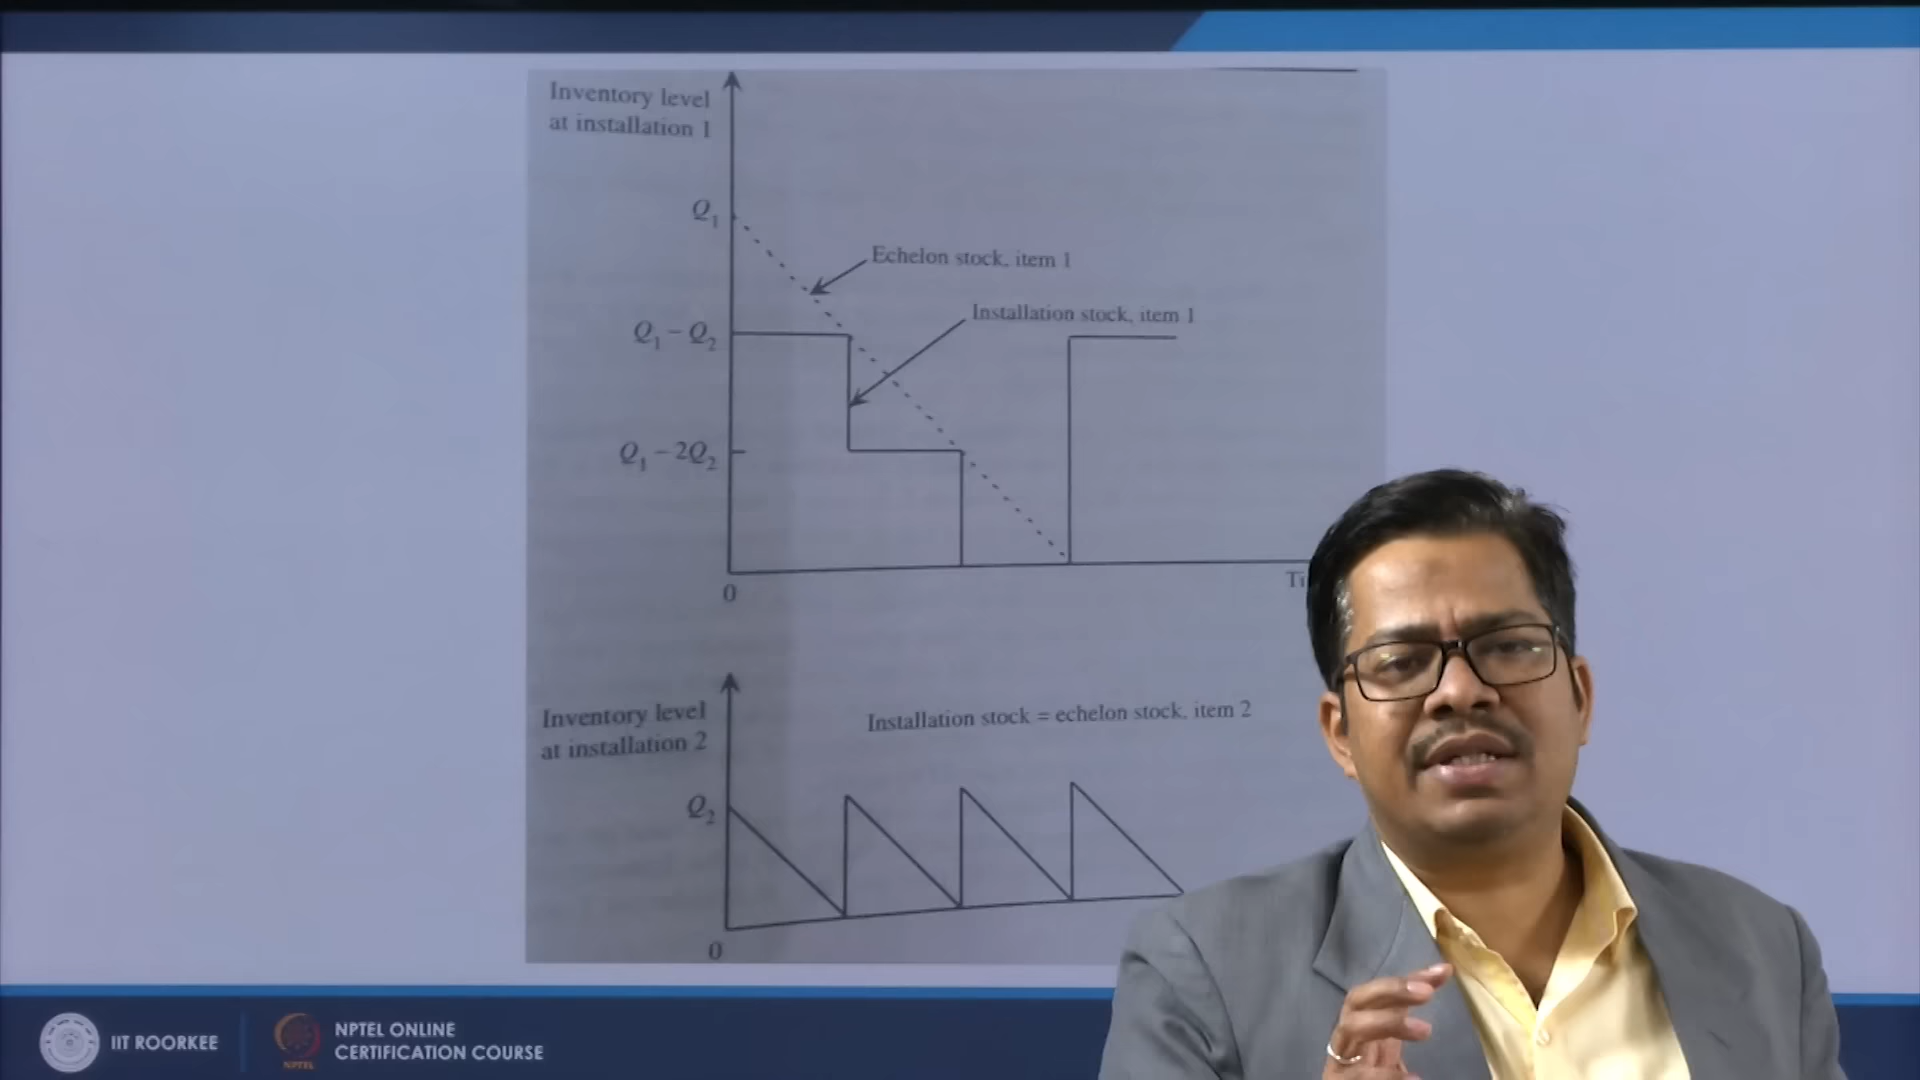 Inventory level
at installation 1
Q₁
Echelon stock, item 1
Installation stock, item 1
Q₁ – Q₂
Q₁ – 2Q₂
0
Inventory level
at installation 2
Installation stock = echelon stock, item 2
Q₂
0
IIT ROORKEE
NPTEL
NPTEL ONLINE
CERTIFICATION COURSE